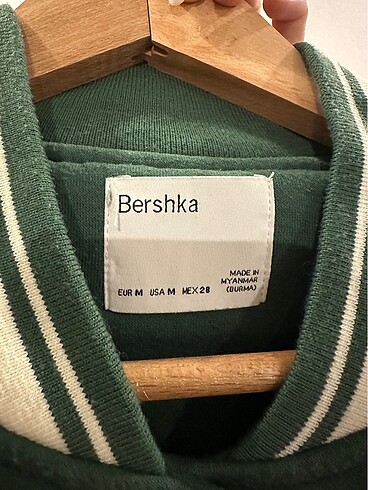 Bershka
EUR M USA M MEX 28
MADE IN
MYANMAR
(BURMA)